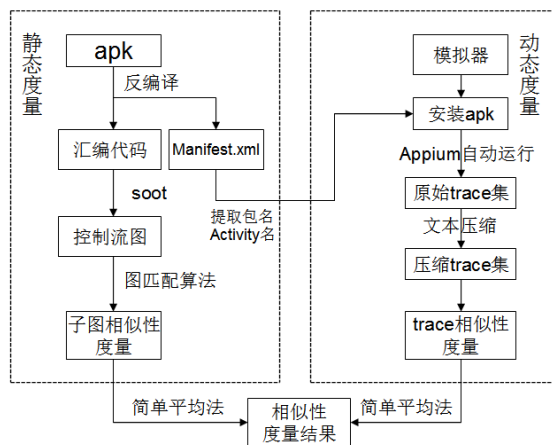 静态度量
apk
反编译
汇编代码
Manifest.xml
soot
提取包名
Activity名
控制流图
图匹配算法
子图相似性
度量
动态度量
模拟器
安装apk
Appium自动运行
原始trace集
文本压缩
压缩trace集
trace相似性
度量
简单平均法
相似性
度量结果
简单平均法